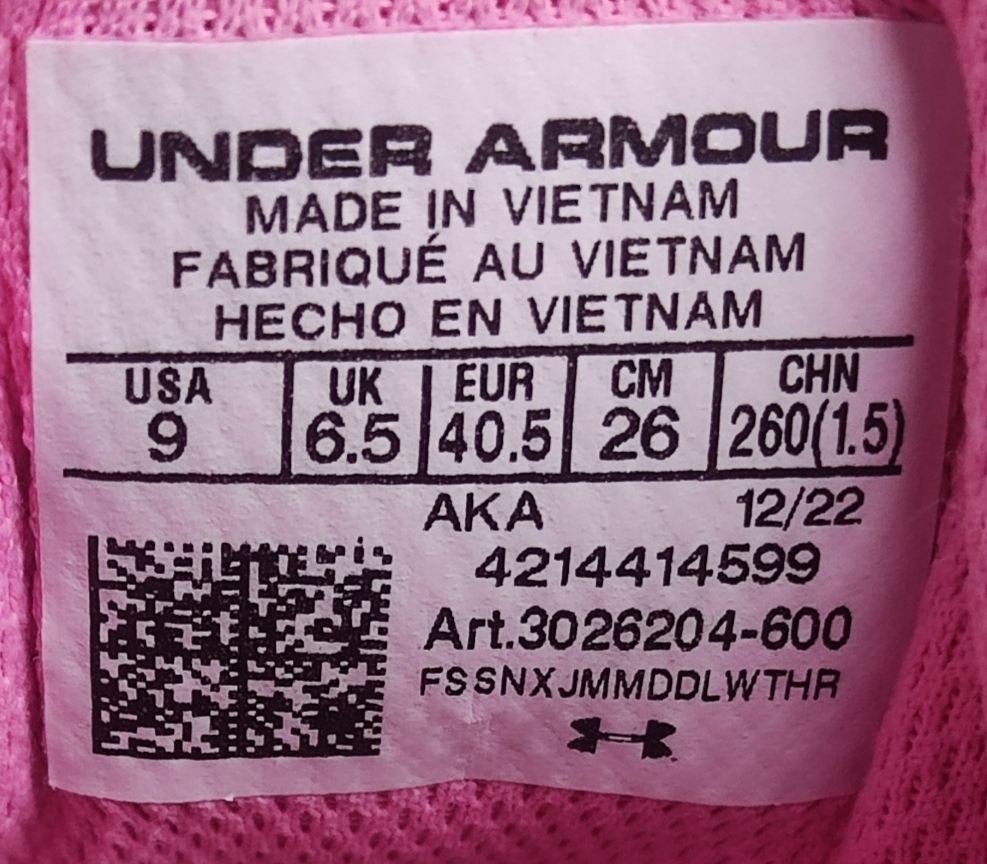 UNDER ARMOUR
MADE IN VIETNAM
FABRIQUÉ AU VIETNAM
HECHO EN VIETNAM
USA UK EUR CM CHN
9 6.5 40.5 26 260(1.5)
AKA 12/22
4214414599
Art.3026204-600
FSSNXJMMDDLWTHR